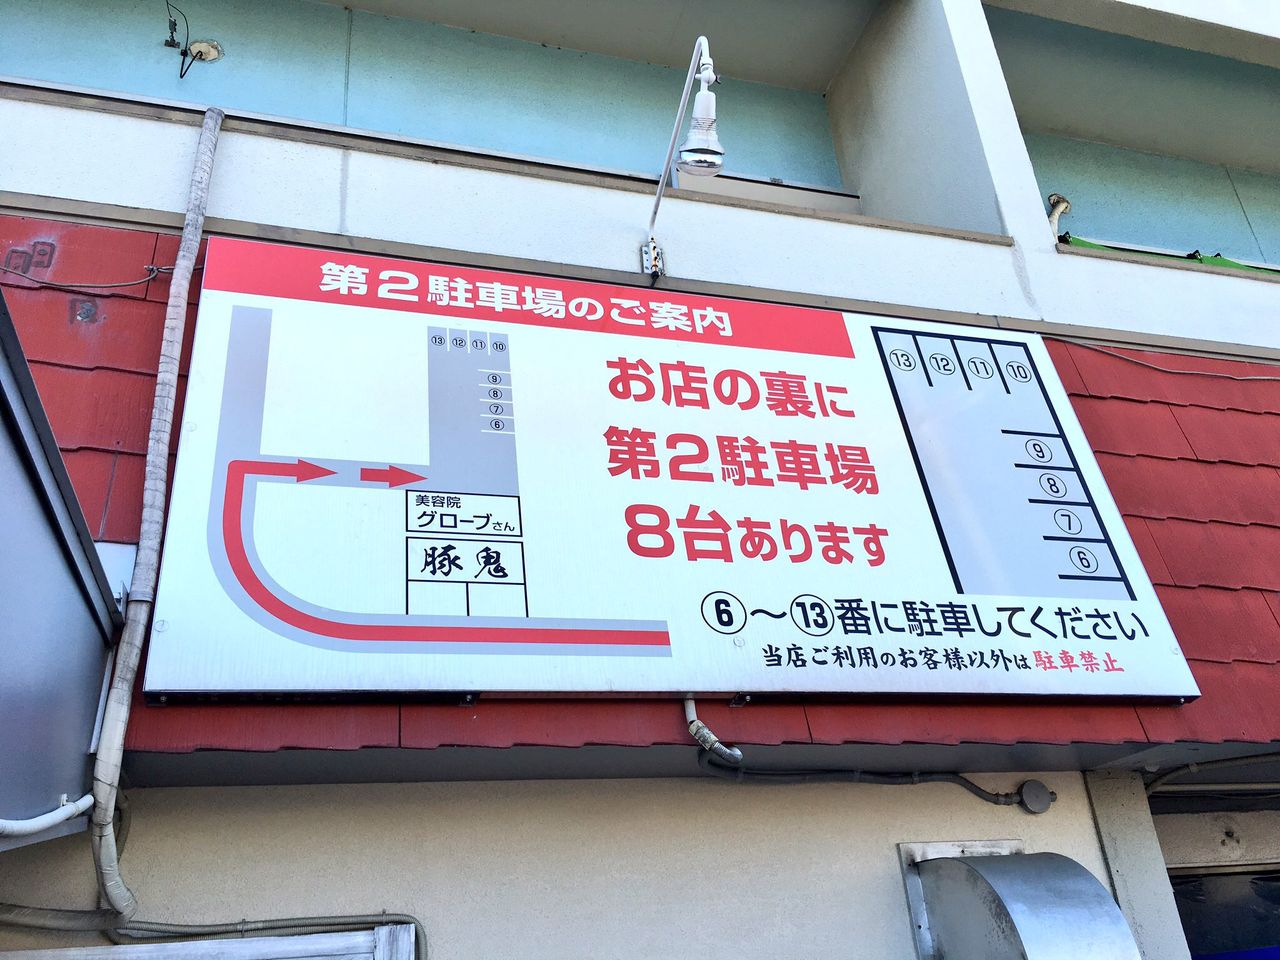 第2駐車場のご案内
⑬ ⑫ ⑪ ⑩
⑨
⑧
⑦
⑥
美容院
グローブさん
豚鬼
お店の裏に
第2駐車場
8台あります
⑬ ⑫ ⑪ ⑩
⑨
⑧
⑦
⑥
⑥〜⑬番に駐車してください
当店ご利用のお客様以外は駐車禁止